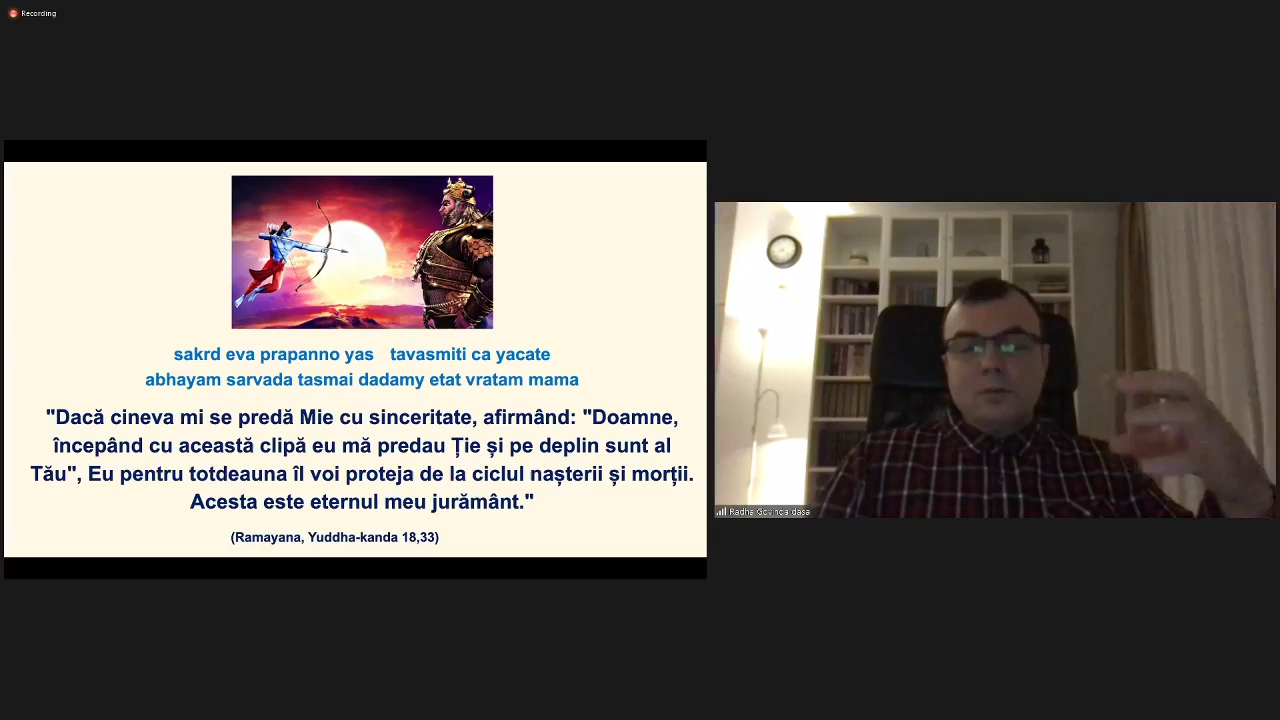 Recording
sakrd eva prapanno yas tavasmiti ca yacate
abhayam sarvada tasmai dadamy etat vratam mama
"Dacă cineva mi se predă Mie cu sinceritate, afirmând: "Doamne,
începând cu această clipă eu mă predau Ție și pe deplin sunt al
Tău", Eu pentru totdeauna îl voi proteja de la ciclul nașterii și morții.
Acesta este eternul meu jurământ."
(Ramayana, Yuddha-kanda 18,33)
Radha Govinda dasa